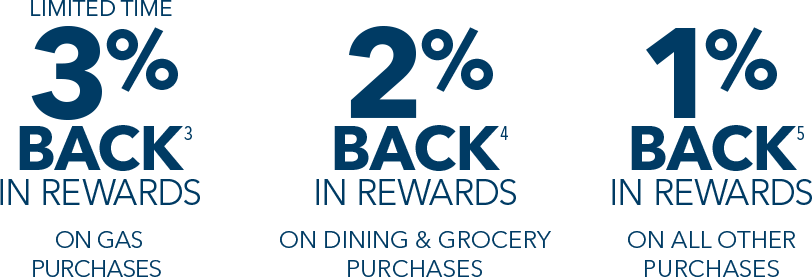 LIMITED TIME
3%
BACK3
IN REWARDS
ON GAS
PURCHASES
2%
BACK4
IN REWARDS
ON DINING & GROCERY
PURCHASES
1%
BACK5
IN REWARDS
ON ALL OTHER
PURCHASES